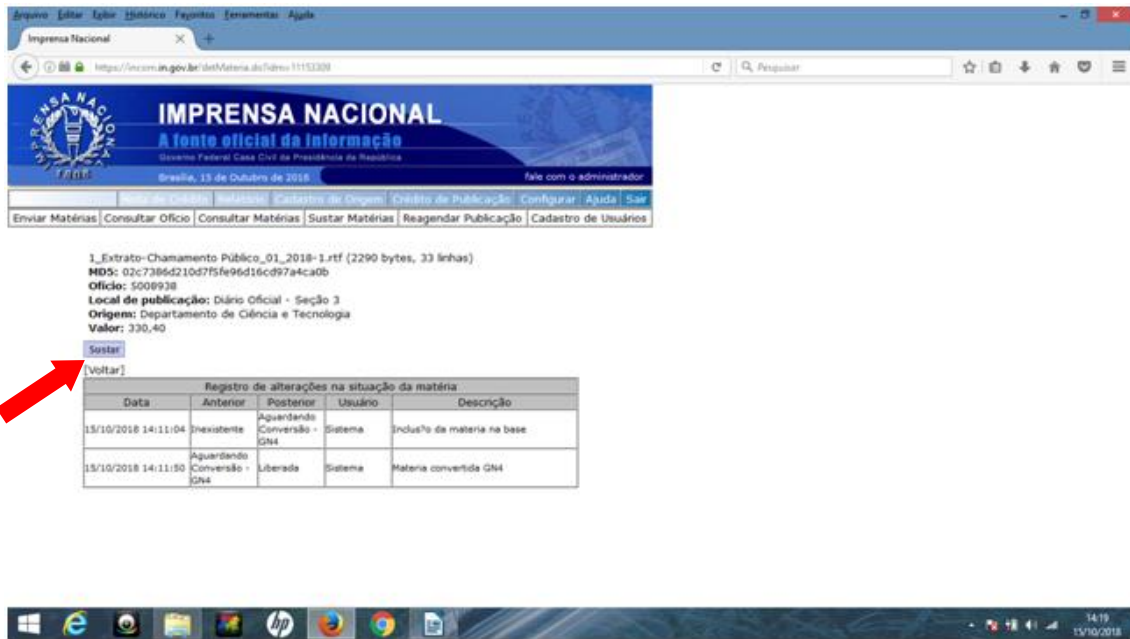 Arquivo Editar Exibir Histórico Favoritos Ferramentas Ajuda
Imprensa Nacional
Pesquisar
IMPRENSA NACIONAL
A fonte oficial da Informação
Governo Federal Casa Civil da Presidência da República
Brasília, 15 de Outubro de 2018 fale com o administrador
Nota de Crédito Relatório Cadastro de Origem Crédito de Publicação Configurar Ajuda Sair
Enviar Matérias Consultar Ofício Consultar Matérias Sustar Matérias Reagendar Publicação Cadastro de Usuários
1_Extrato-Chamamento Público_01_2018-1.rtf (2290 bytes, 33 linhas)
MD5: 02c7386d210d7f5fe96d16cd97a4ca0b
Ofício: 5008938
Local de publicação: Diário Oficial - Seção 3
Origem: Departamento de Ciência e Tecnologia
Valor: 330,40
Sustar
[Voltar]
Registro de alterações na situação da matéria
Data Anterior Posterior Usuário Descrição
15/10/2018 14:11:04 Inexistente Aguardando Conversão - GN4 Sistema Inclus?o da materia na base
15/10/2018 14:11:50 Aguardando Conversão - GN4 Liberada Sistema Materia convertida GN4
14:19
15/10/2018